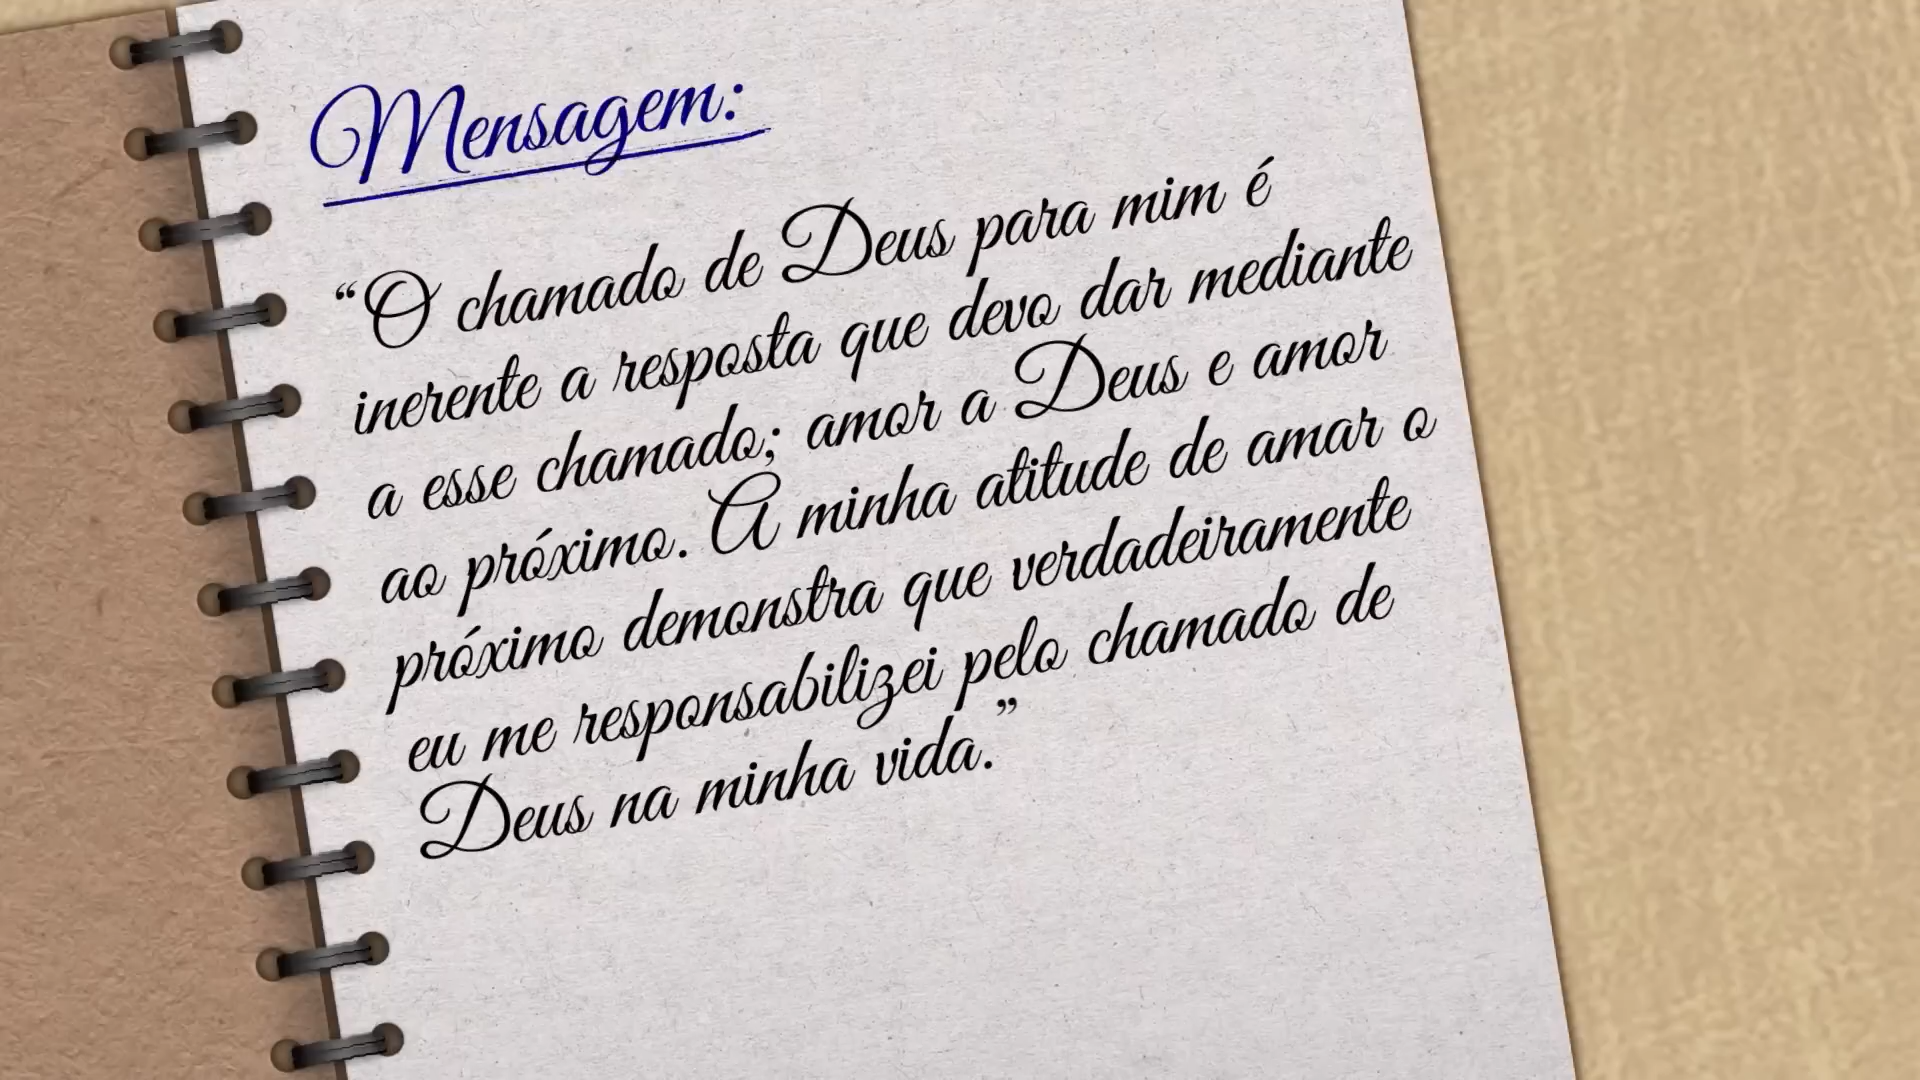 Mensagem:
“O chamado de Deus para mim é
inerente a resposta que devo dar mediante
a esse chamado; amor a Deus e amor
ao próximo. A minha atitude de amar o
próximo demonstra que verdadeiramente
eu me responsabilizei pelo chamado de
Deus na minha vida.”